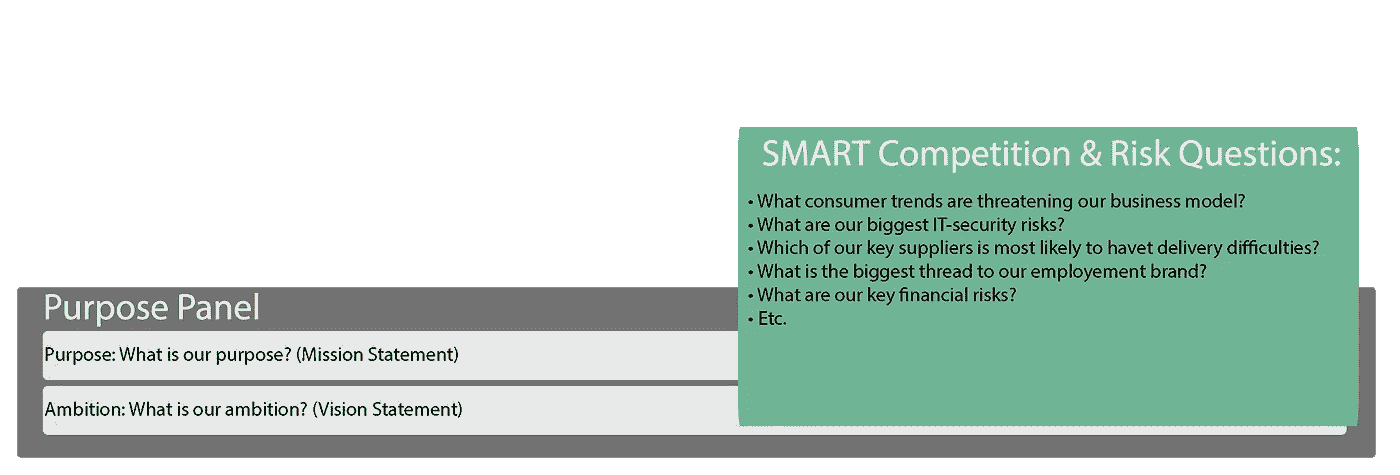 SMART Competition & Risk Questions:
• What consumer trends are threatening our business model?
• What are our biggest IT-security risks?
• Which of our key suppliers is most likely to havet delivery difficulties?
• What is the biggest thread to our employement brand?
• What are our key financial risks?
• Etc.
Purpose Panel
Purpose: What is our purpose? (Mission Statement)
Ambition: What is our ambition? (Vision Statement)